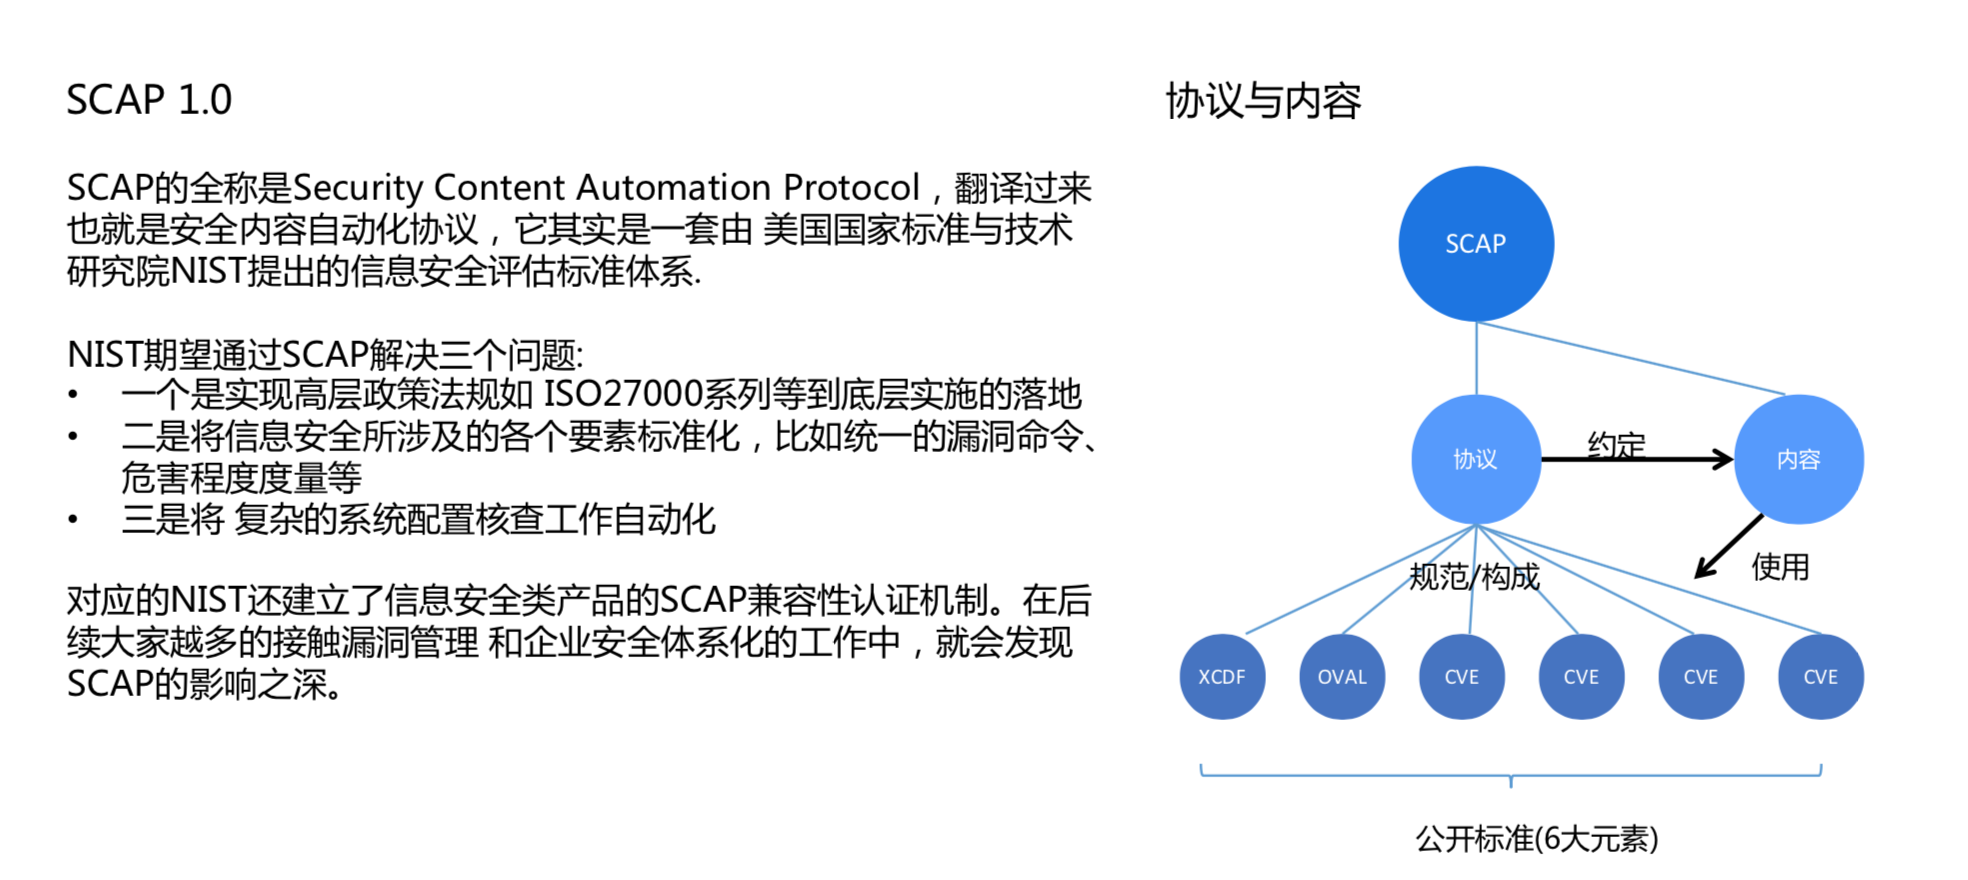 SCAP 1.0
SCAP的全称是Security Content Automation Protocol，翻译过来
也就是安全内容自动化协议，它其实是一套由 美国国家标准与技术
研究院NIST提出的信息安全评估标准体系.
NIST期望通过SCAP解决三个问题:
• 一个是实现高层政策法规如 ISO27000系列等到底层实施的落地
• 二是将信息安全所涉及的各个要素标准化，比如统一的漏洞命令、
危害程度度量等
• 三是将 复杂的系统配置核查工作自动化
对应的NIST还建立了信息安全类产品的SCAP兼容性认证机制。在后
续大家越多的接触漏洞管理 和企业安全体系化的工作中，就会发现
SCAP的影响之深。
协议与内容
SCAP
协议
约定
内容
规范/构成
使用
XCDF
OVAL
CVE
CVE
CVE
CVE
公开标准(6大元素)